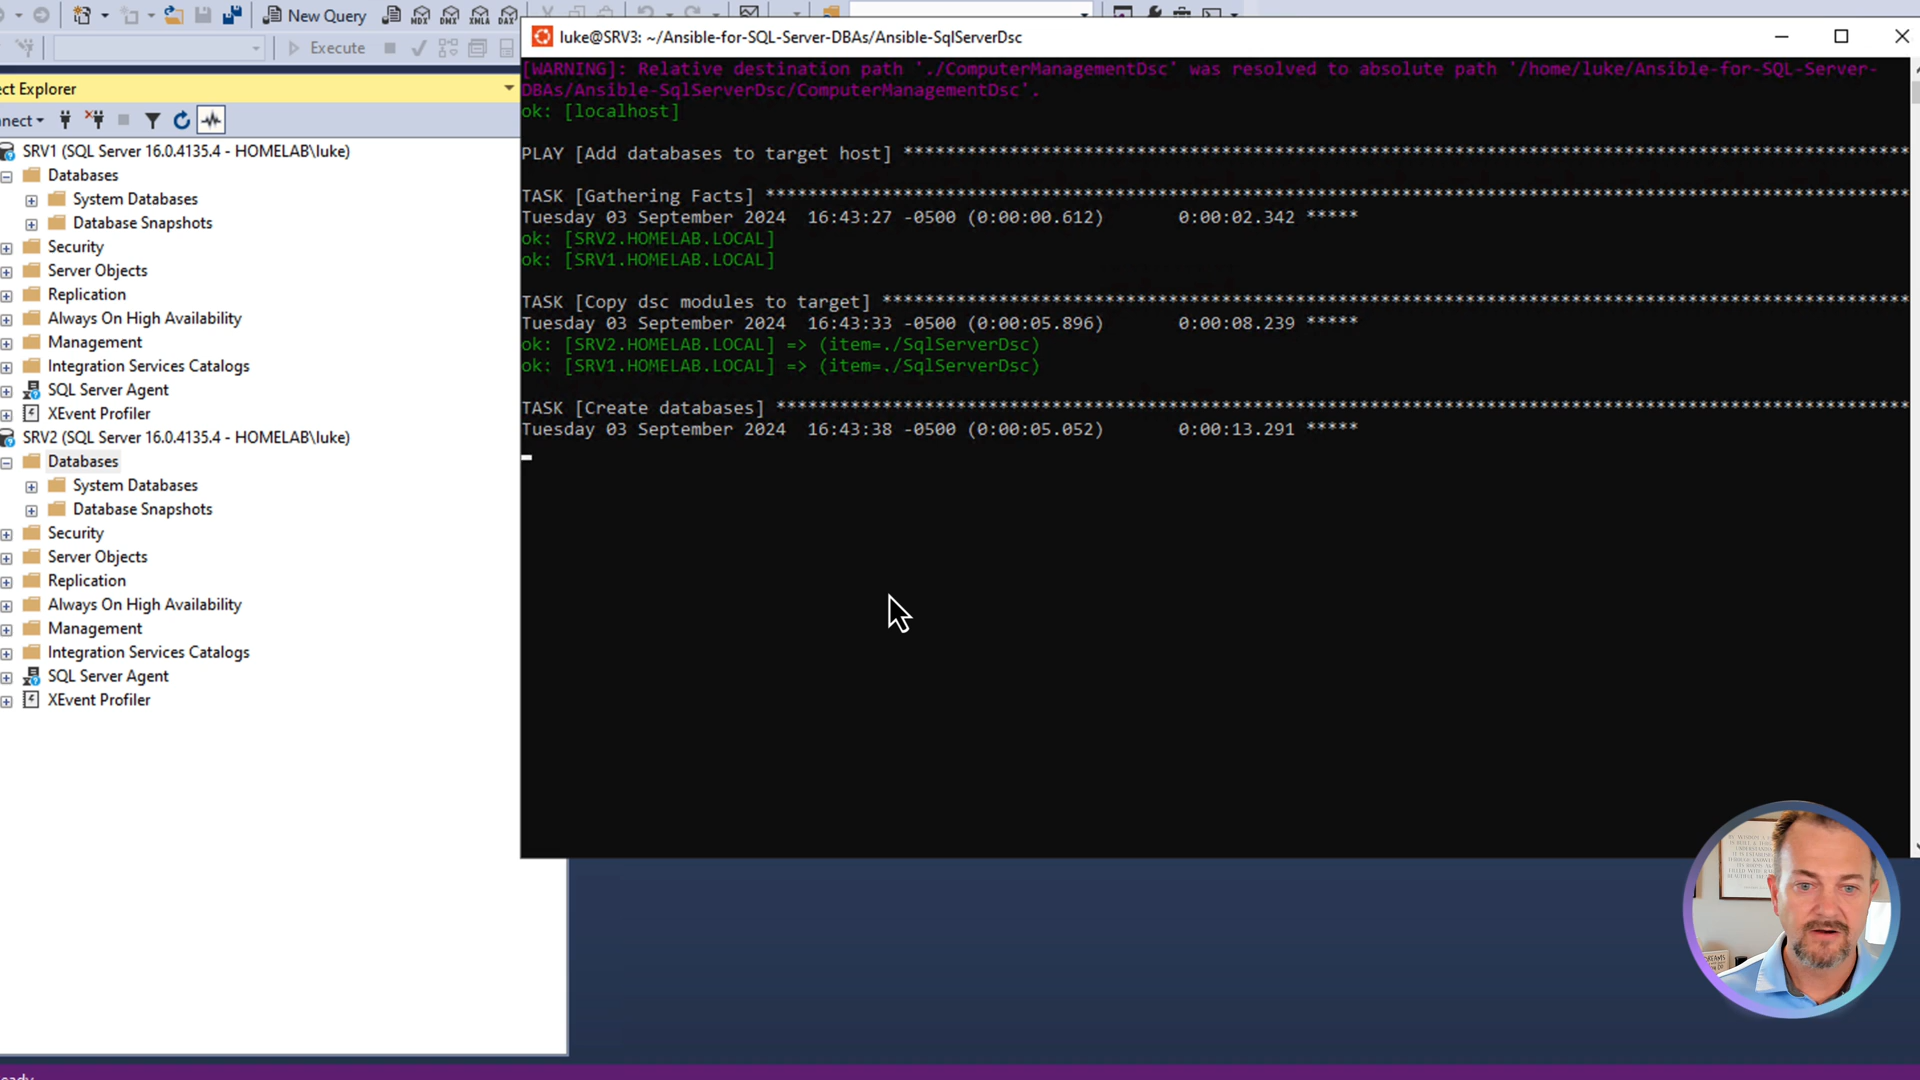 New Query
MDX
DMX
XMLA
DAX
Execute
ect Explorer
nnect
SRV1 (SQL Server 16.0.4135.4 - HOMELAB\luke)
Databases
System Databases
Database Snapshots
Security
Server Objects
Replication
Always On High Availability
Management
Integration Services Catalogs
SQL Server Agent
XEvent Profiler
SRV2 (SQL Server 16.0.4135.4 - HOMELAB\luke)
Databases
System Databases
Database Snapshots
Security
Server Objects
Replication
Always On High Availability
Management
Integration Services Catalogs
SQL Server Agent
XEvent Profiler
luke@SRV3: ~/Ansible-for-SQL-Server-DBAs/Ansible-SqlServerDsc
[WARNING]: Relative destination path './ComputerManagementDsc' was resolved to absolute path '/home/luke/Ansible-for-SQL-Server-
DBAs/Ansible-SqlServerDsc/ComputerManagementDsc'.
ok: [localhost]
PLAY [Add databases to target host] ***********************************************************************************************
TASK [Gathering Facts] ************************************************************************************************************
Tuesday 03 September 2024  16:43:27 -0500 (0:00:00.612)       0:00:02.342 *****
ok: [SRV2.HOMELAB.LOCAL]
ok: [SRV1.HOMELAB.LOCAL]
TASK [Copy dsc modules to target] *************************************************************************************************
Tuesday 03 September 2024  16:43:33 -0500 (0:00:05.896)       0:00:08.239 *****
ok: [SRV2.HOMELAB.LOCAL] => (item=./SqlServerDsc)
ok: [SRV1.HOMELAB.LOCAL] => (item=./SqlServerDsc)
TASK [Create databases] ***********************************************************************************************************
Tuesday 03 September 2024  16:43:38 -0500 (0:00:05.052)       0:00:13.291 *****